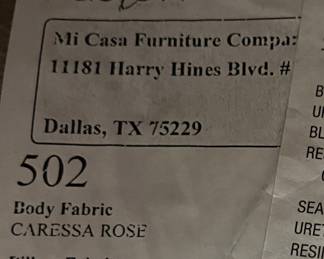 Mi Casa Furniture Compa
11181 Harry Hines Blvd. #
Dallas, TX 75229
502
Body Fabric
CARESSA ROSE
B
U
BL
RE
SEA
URET
RESI